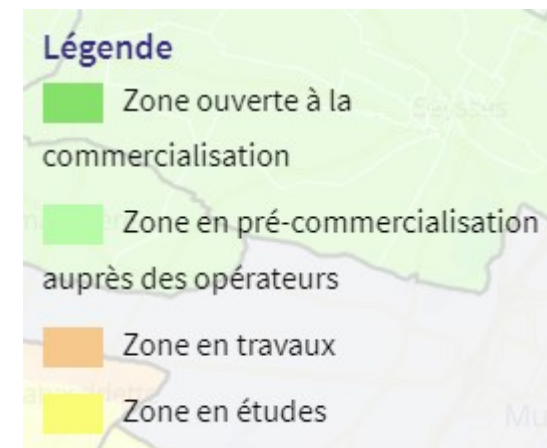 Légende
Zone ouverte à la
commercialisation
Zone en pré-commercialisation
auprès des opérateurs
Zone en travaux
Zone en études